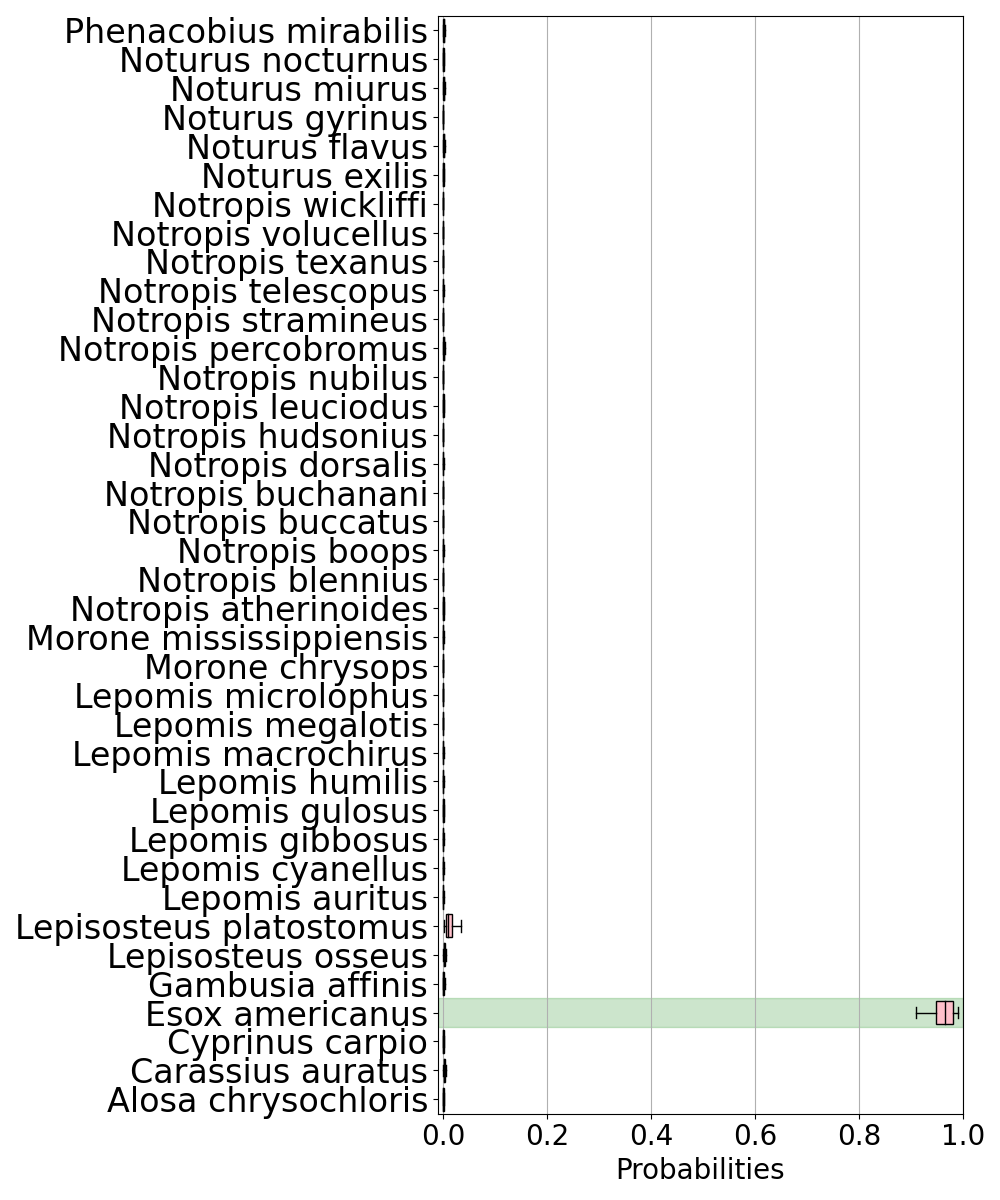 Phenacobius mirabilis
Noturus nocturnus
Noturus miurus
Noturus gyrinus
Noturus flavus
Noturus exilis
Notropis wickliffi
Notropis volucellus
Notropis texanus
Notropis telescopus
Notropis stramineus
Notropis percobromus
Notropis nubilus
Notropis leuciodus
Notropis hudsonius
Notropis dorsalis
Notropis buchanani
Notropis buccatus
Notropis boops
Notropis blennius
Notropis atherinoides
Morone mississippiensis
Morone chrysops
Lepomis microlophus
Lepomis megalotis
Lepomis macrochirus
Lepomis humilis
Lepomis gulosus
Lepomis gibbosus
Lepomis cyanellus
Lepomis auritus
Lepisosteus platostomus
Lepisosteus osseus
Gambusia affinis
Esox americanus
Cyprinus carpio
Carassius auratus
Alosa chrysochloris
0.0 0.2 0.4 0.6 0.8 1.0
Probabilities